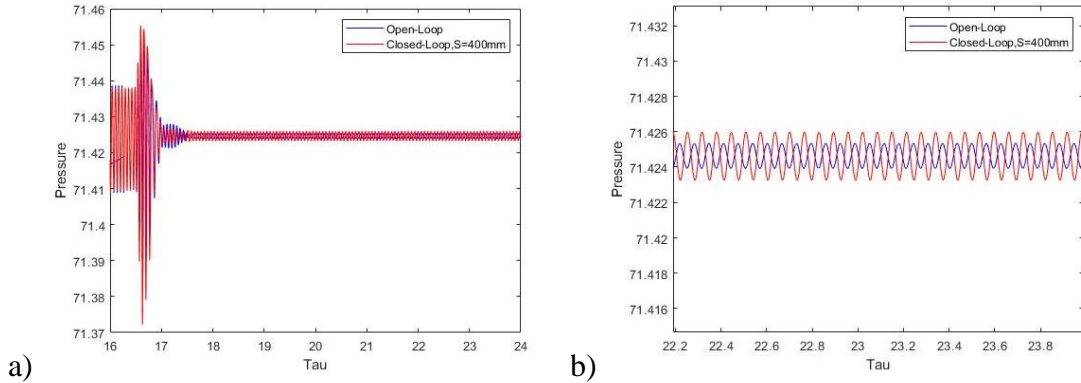 a)
Pressure
71.46
71.45
71.44
71.43
71.42
71.41
71.4
71.39
71.38
71.37
16 17 18 19 20 21 22 23 24
Tau
Open-Loop
Closed-Loop,S=400mm
b)
Pressure
71.432
71.43
71.428
71.426
71.424
71.422
71.42
71.418
71.416
22.2 22.4 22.6 22.8 23 23.2 23.4 23.6 23.8
Tau
Open-Loop
Closed-Loop,S=400mm